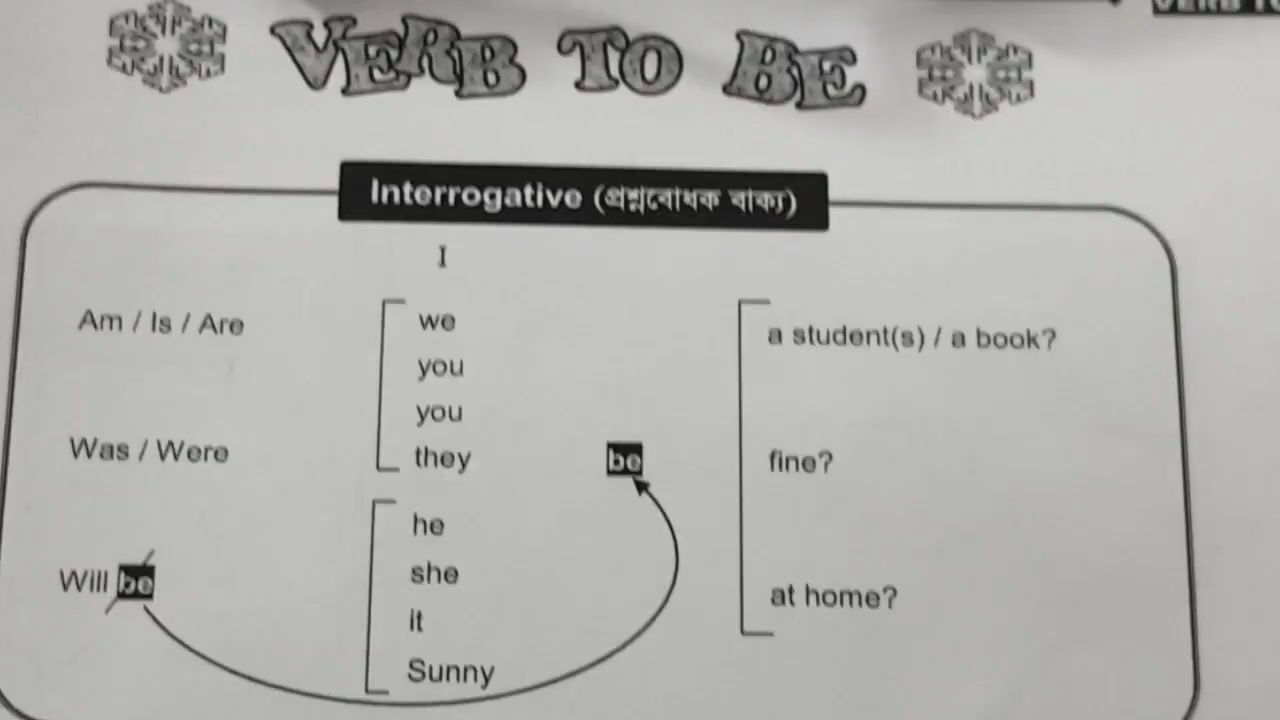 VERB TO BE
Interrogative (প্রশ্নবোধক বাক্য)
I
Am / Is / Are
we
you
you
they
Was / Were
he
she
it
Sunny
Will be
be
a student(s) / a book?
fine?
at home?